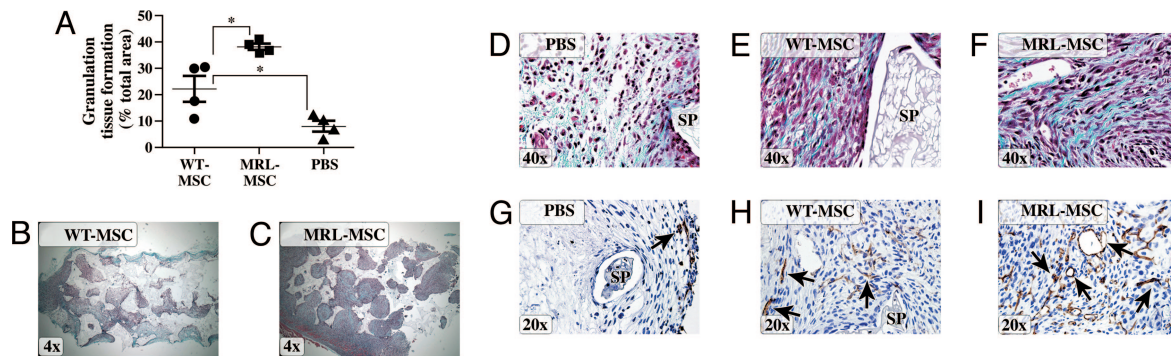 A
Granulation
tissue formation
(% total area)
50
40
30
20
10
0
*
*
WT-
MSC
MRL-
MSC
PBS
B
WT-MSC
4x
C
MRL-MSC
4x
D
PBS
SP
40x
E
WT-MSC
SP
40x
F
MRL-MSC
40x
G
PBS
SP
20x
H
WT-MSC
SP
20x
I
MRL-MSC
20x